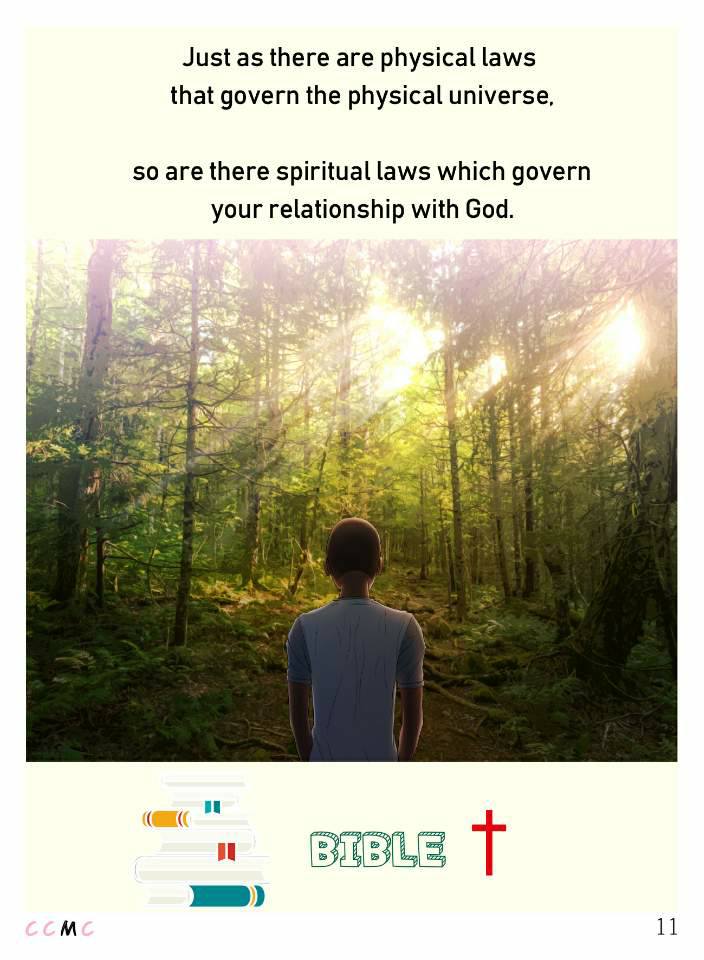 Just as there are physical laws
that govern the physical universe,
so are there spiritual laws which govern
your relationship with God.
BIBLE
CCMC
11